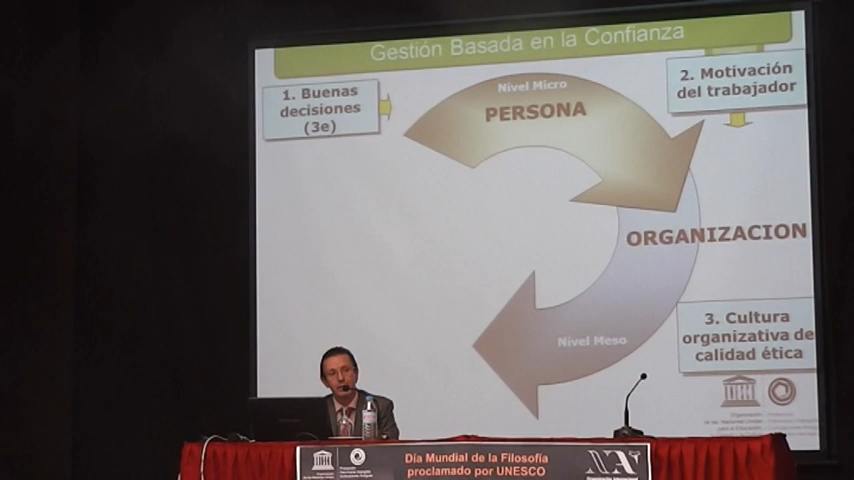 Gestión Basada en la Confianza
1. Buenas
decisiones
(3e)
Nivel Micro
PERSONA
2. Motivación
del trabajador
ORGANIZACION
Nivel Meso
3. Cultura
organizativa de
calidad ética
Día Mundial de la Filosofía
proclamado por UNESCO